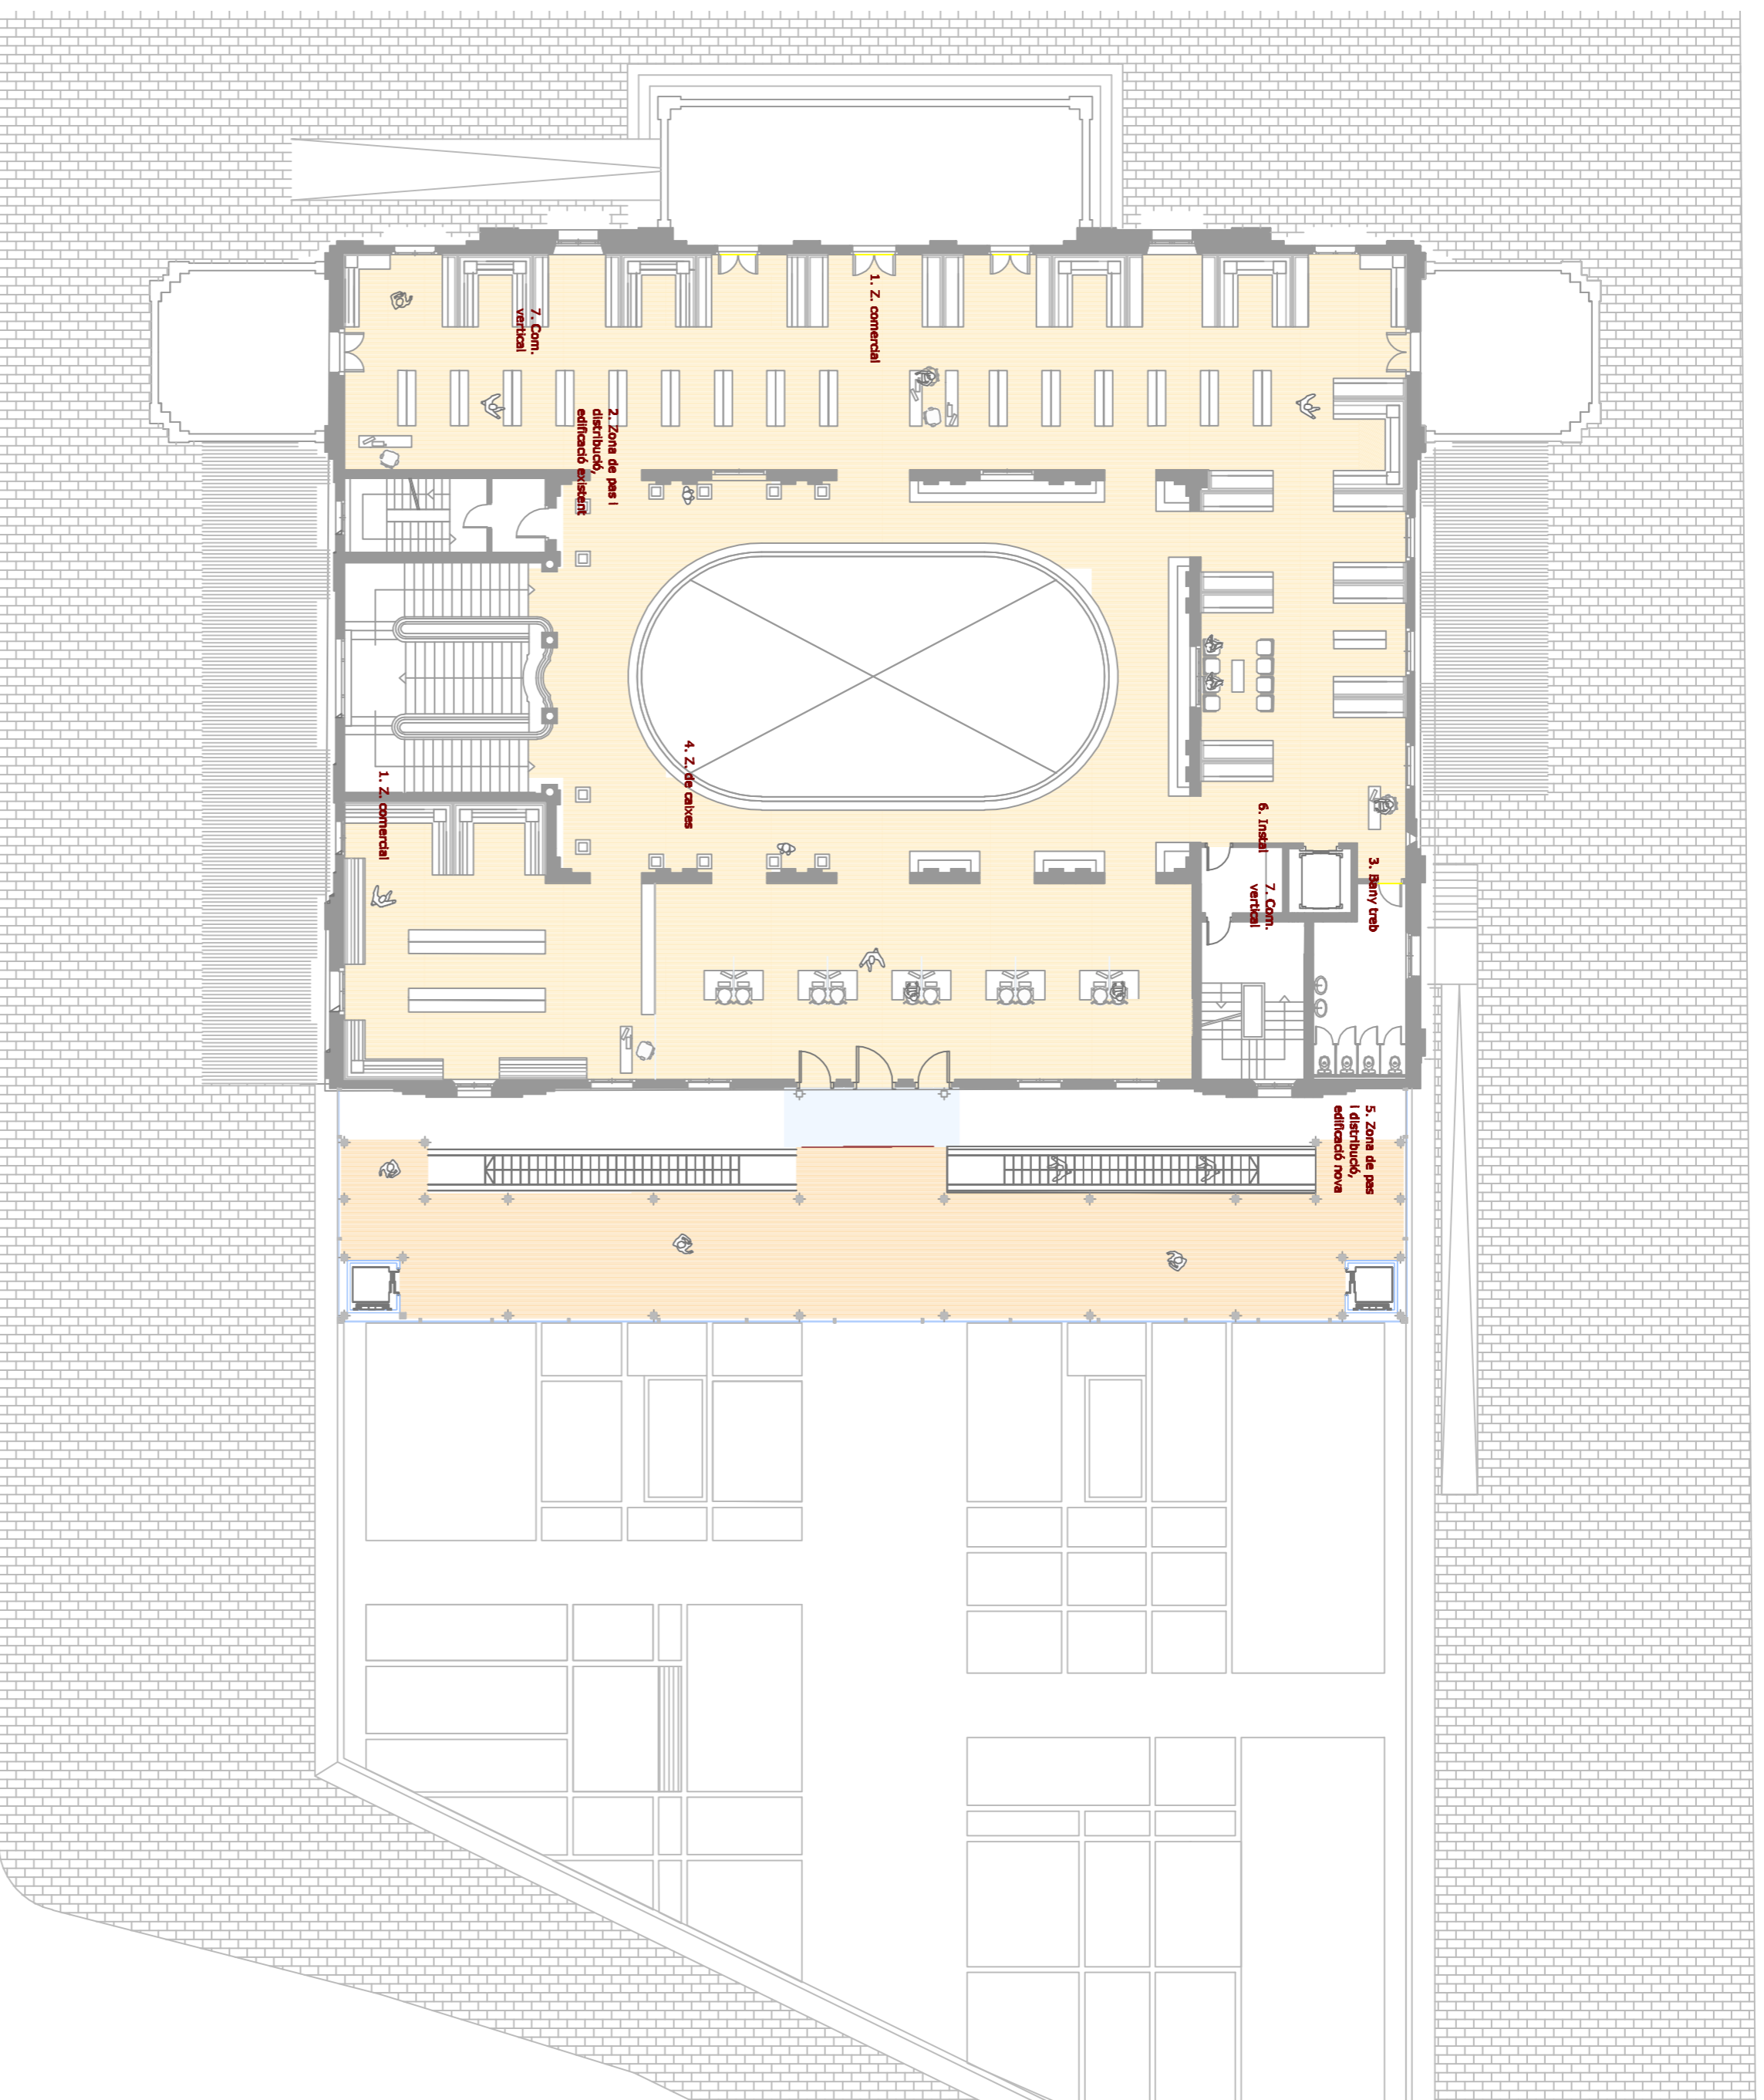 1. Z. comercial
7. Com.
vertical
2. Zona de pas i
distribució,
edificació existent
4. Z. de caixes
1. Z. comercial
6. Instal
7. Com.
vertical
3. Bany treb
5. Zona de pas
i distribució,
edificació nova